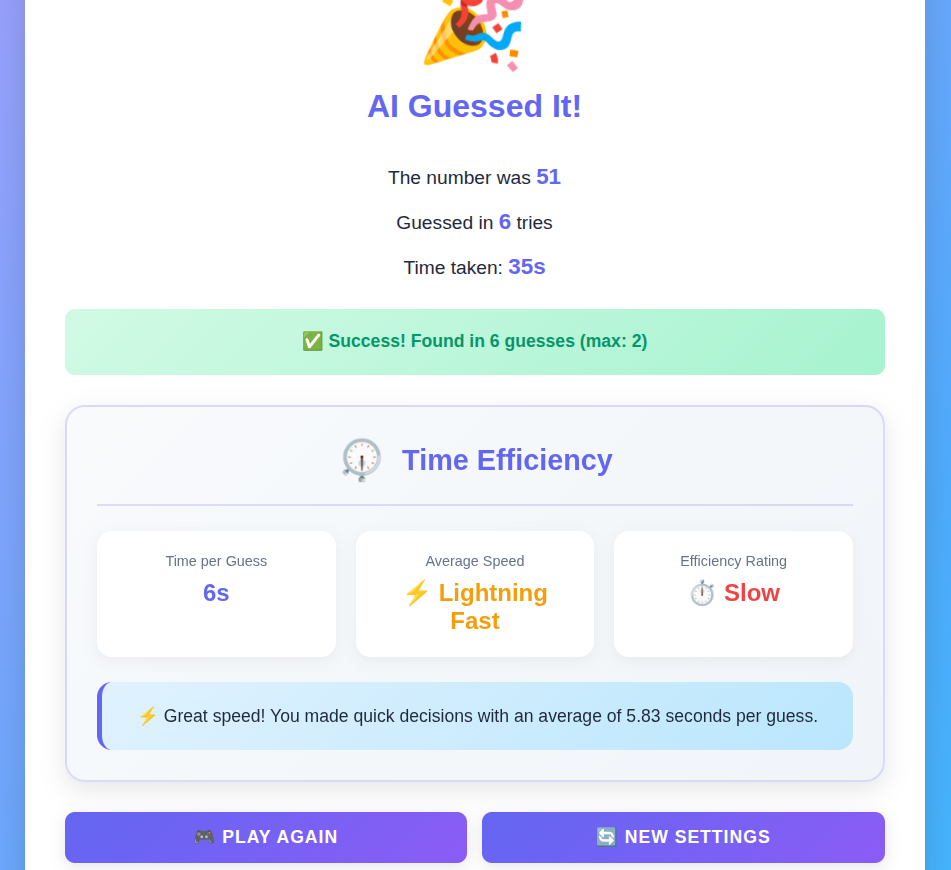 AI Guessed It!
The number was 51
Guessed in 6 tries
Time taken: 35s
✅ Success! Found in 6 guesses (max: 2)
Time Efficiency
Time per Guess
6s
Average Speed
⚡ Lightning
Fast
Efficiency Rating
⏱️ Slow
⚡ Great speed! You made quick decisions with an average of 5.83 seconds per guess.
🎮 PLAY AGAIN
🔄 NEW SETTINGS